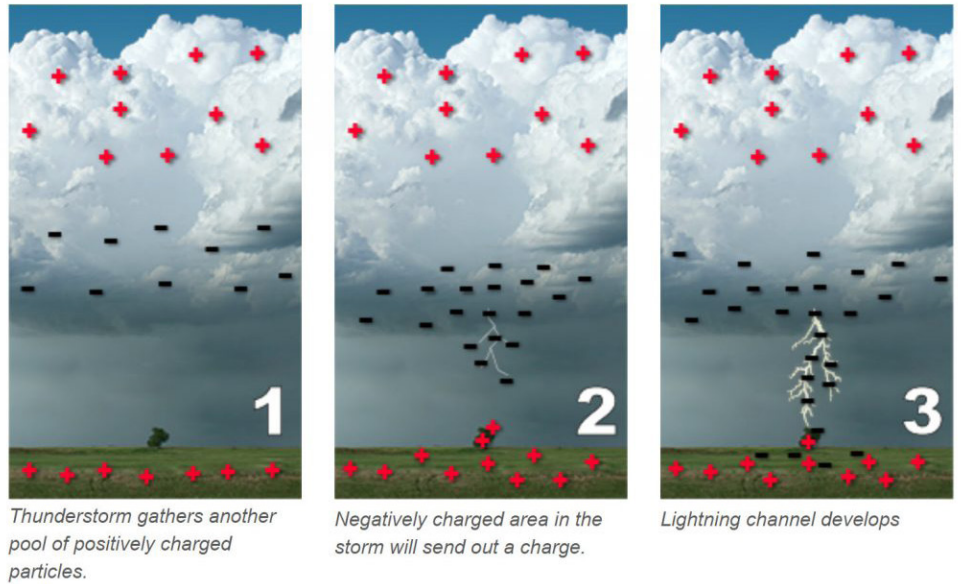 1
2
3
Thunderstorm gathers another
pool of positively charged
particles.
Negatively charged area in the
storm will send out a charge.
Lightning channel develops